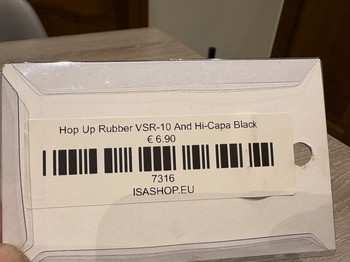 Hop Up Rubber VSR-10 And Hi-Capa Black
€ 6.90
7316
ISASHOP.EU